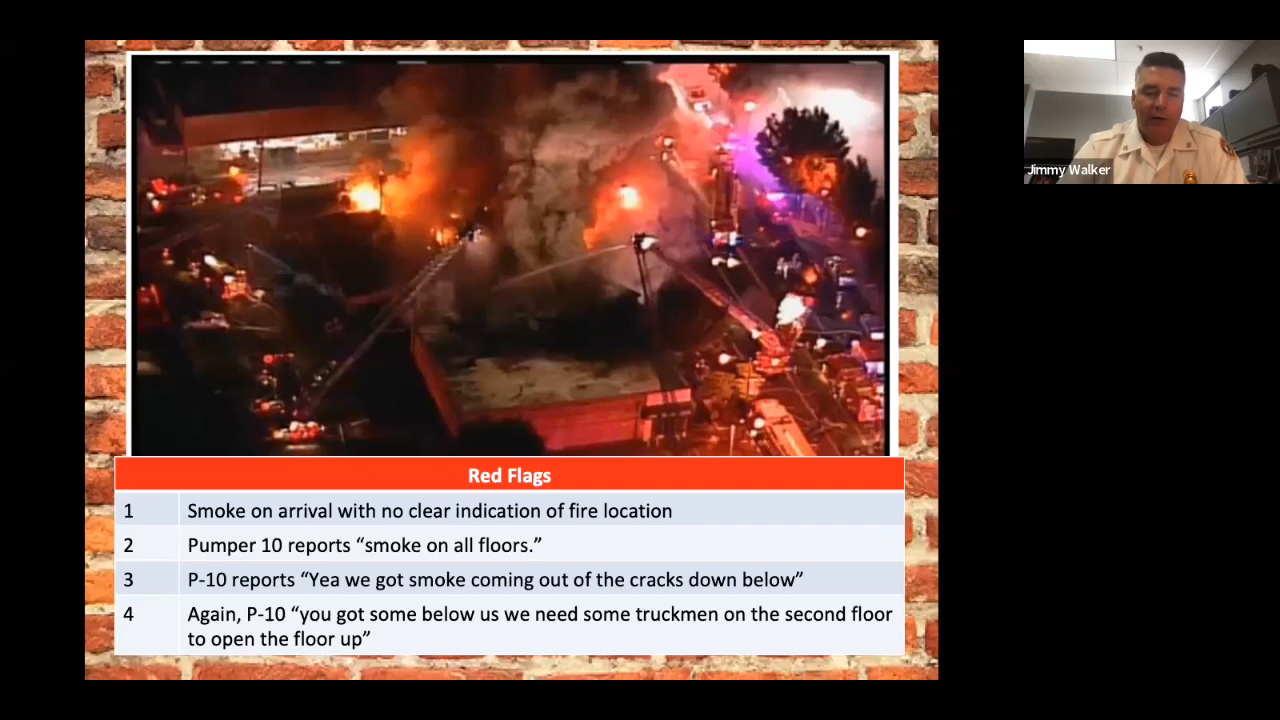 Jimmy Walker
Red Flags
1 Smoke on arrival with no clear indication of fire location
2 Pumper 10 reports “smoke on all floors.”
3 P-10 reports “Yea we got smoke coming out of the cracks down below”
4 Again, P-10 “you got some below us we need some truckmen on the second floor
to open the floor up”